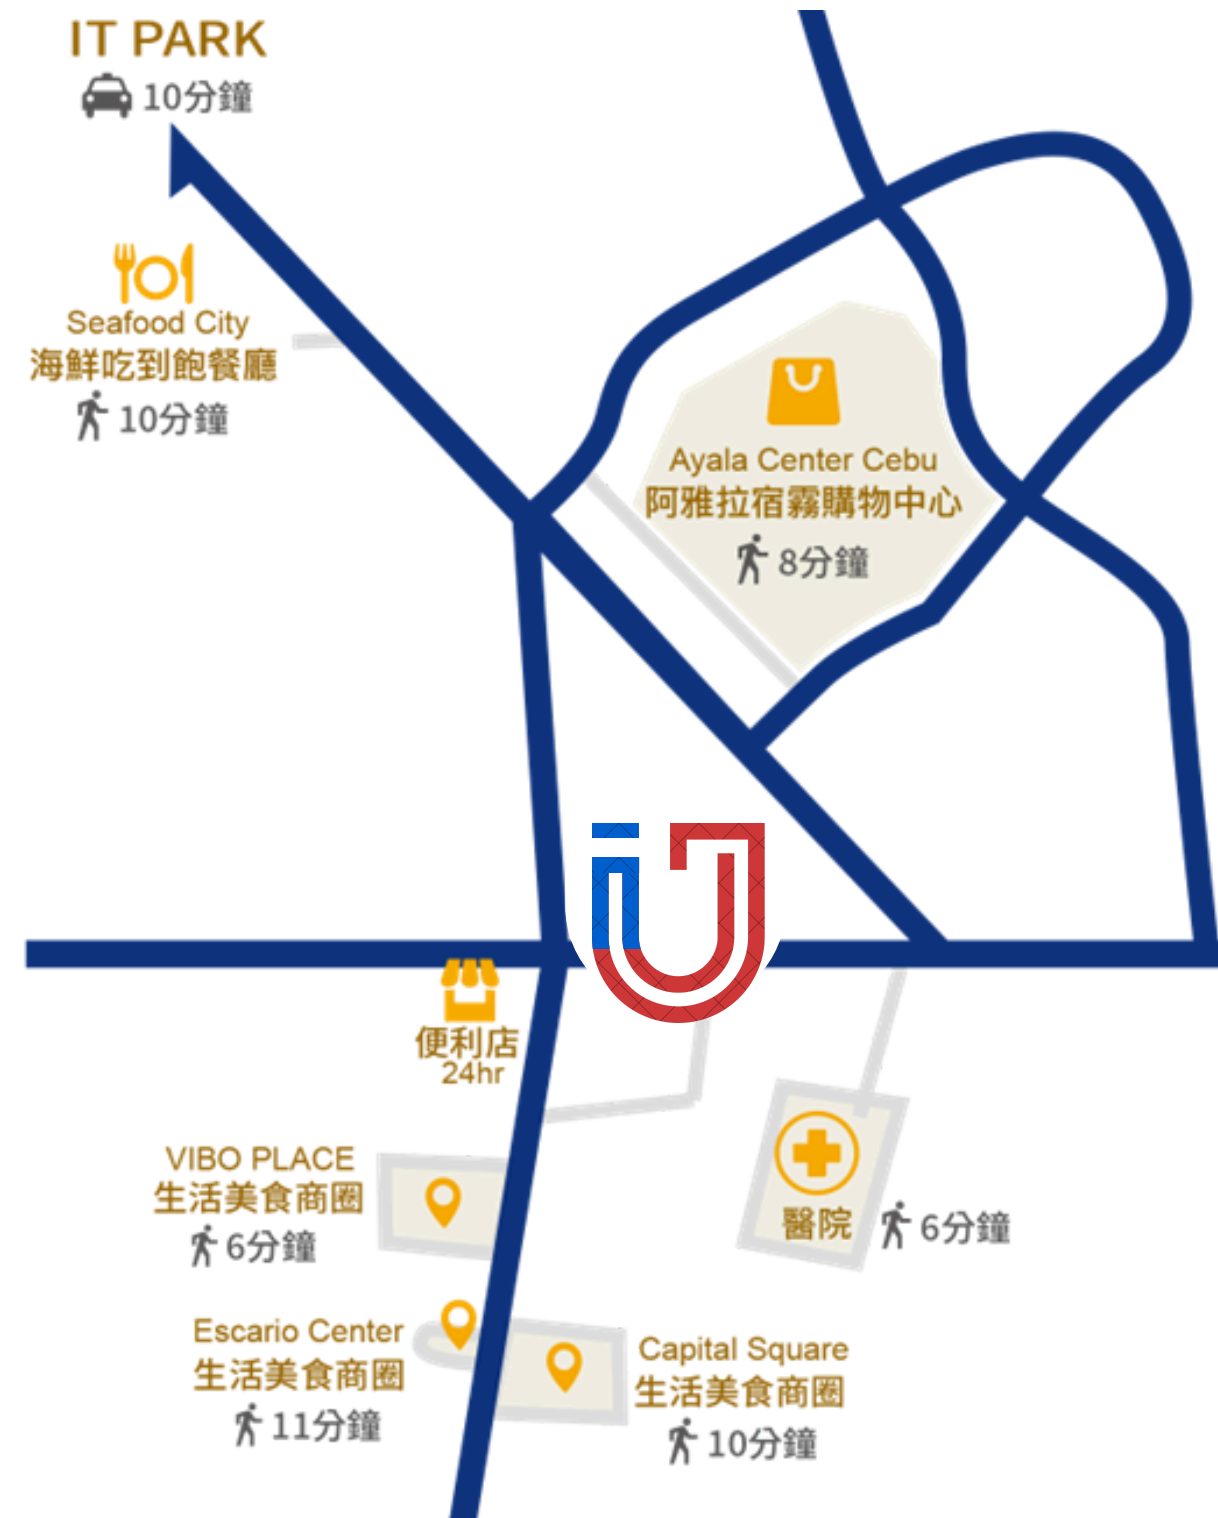 IT PARK
10分鐘
Seafood City
海鮮吃到飽餐廳
10分鐘
Ayala Center Cebu
阿雅拉宿霧購物中心
8分鐘
iU
便利店
24hr
VIBO PLACE
生活美食商圈
6分鐘
醫院
6分鐘
Escario Center
生活美食商圈
11分鐘
Capital Square
生活美食商圈
10分鐘